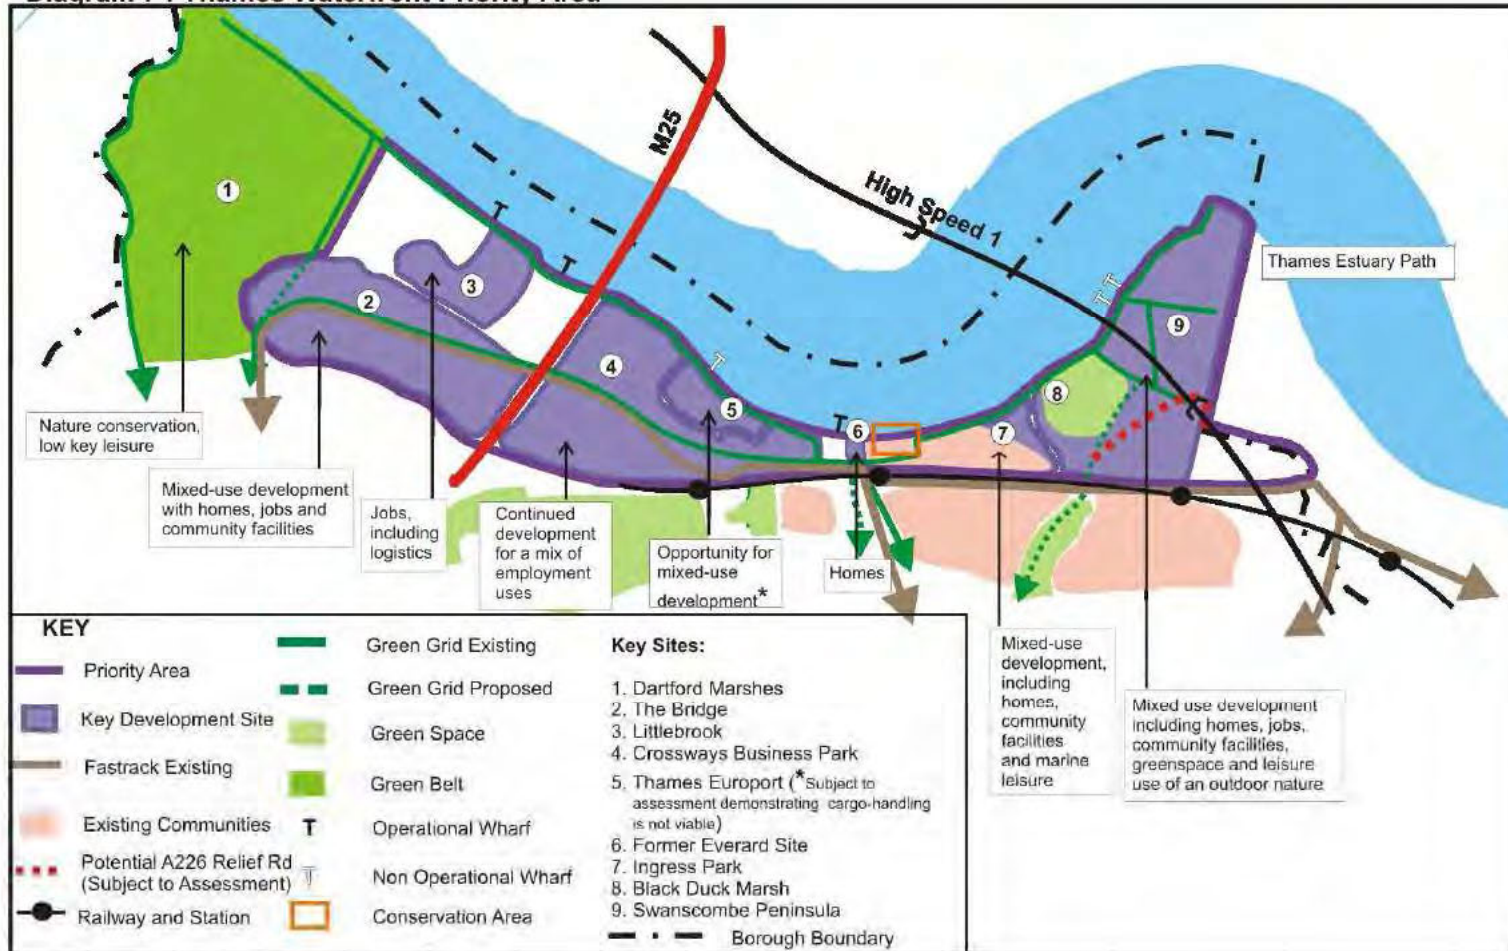 Diagram 7 Thames Waterfront Priority Area
M25
High Speed 1
Thames Estuary Path
1
2
3
4
5
6
7
8
9
T
T
T
T
T T
Nature conservation,
low key leisure
Mixed-use development
with homes, jobs and
community facilities
Jobs,
including
logistics
Continued
development
for a mix of
employment
uses
Opportunity for
mixed-use
development*
Homes
Mixed-use
development,
including
homes,
community
facilities
and marine
leisure
Mixed use development
including homes, jobs,
community facilities,
greenspace and leisure
use of an outdoor nature
KEY
Priority Area
Key Development Site
Fastrack Existing
Existing Communities
Potential A226 Relief Rd
(Subject to Assessment)
Railway and Station
Green Grid Existing
Green Grid Proposed
Green Space
Green Belt
T Operational Wharf
T Non Operational Wharf
Conservation Area
Key Sites:
1. Dartford Marshes
2. The Bridge
3. Littlebrook
4. Crossways Business Park
5. Thames Europort (*Subject to
assessment demonstrating cargo-handling
is not viable)
6. Former Everard Site
7. Ingress Park
8. Black Duck Marsh
9. Swanscombe Peninsula
Borough Boundary